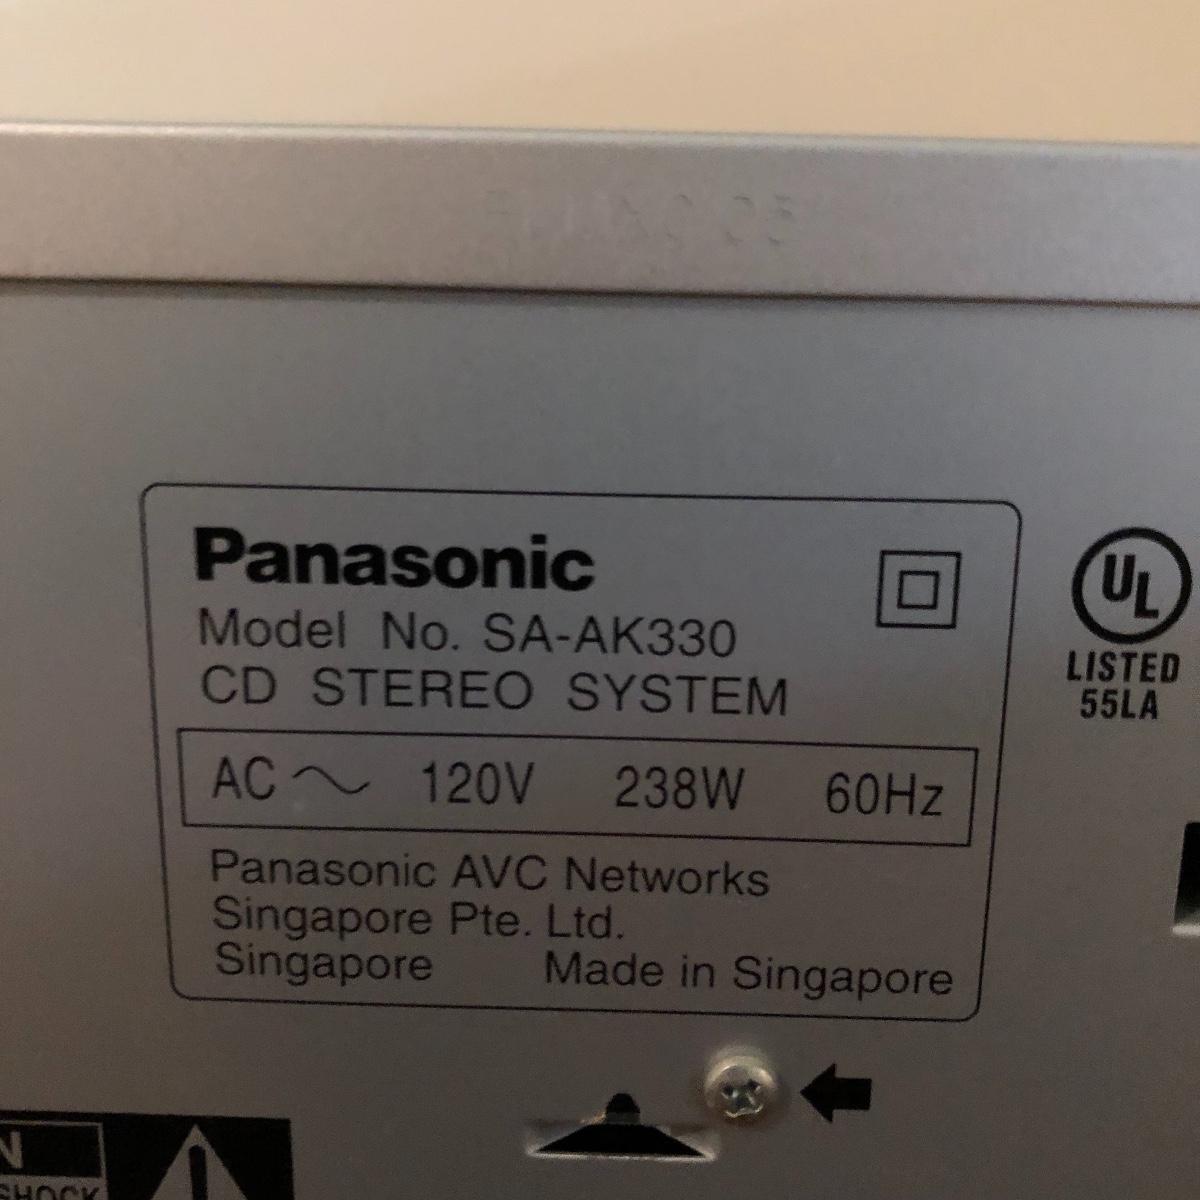 Panasonic
Model No. SA-AK330
CD STEREO SYSTEM
AC 120V 238W 60Hz
Panasonic AVC Networks
Singapore Pte. Ltd.
Singapore Made in Singapore
UL
LISTED
55LA
N
SHOCK